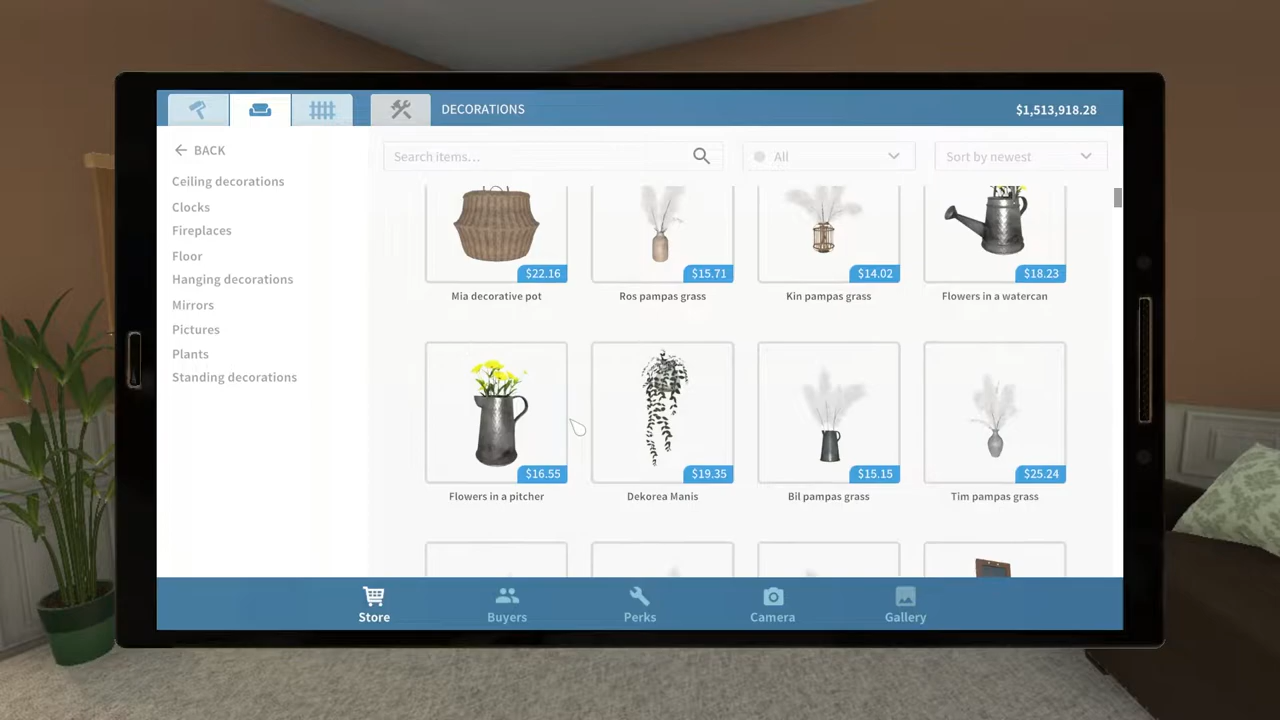 DECORATIONS
$1,513,918.28
BACK
Search items...
All
Sort by newest
Ceiling decorations
Clocks
Fireplaces
Floor
Hanging decorations
Mirrors
Pictures
Plants
Standing decorations
$22.16
$15.71
$14.02
$18.23
Mia decorative pot
Ros pampas grass
Kin pampas grass
Flowers in a watercan
$16.55
$19.35
$15.15
$25.24
Flowers in a pitcher
Dekorea Manis
Bil pampas grass
Tim pampas grass
Store
Buyers
Perks
Camera
Gallery